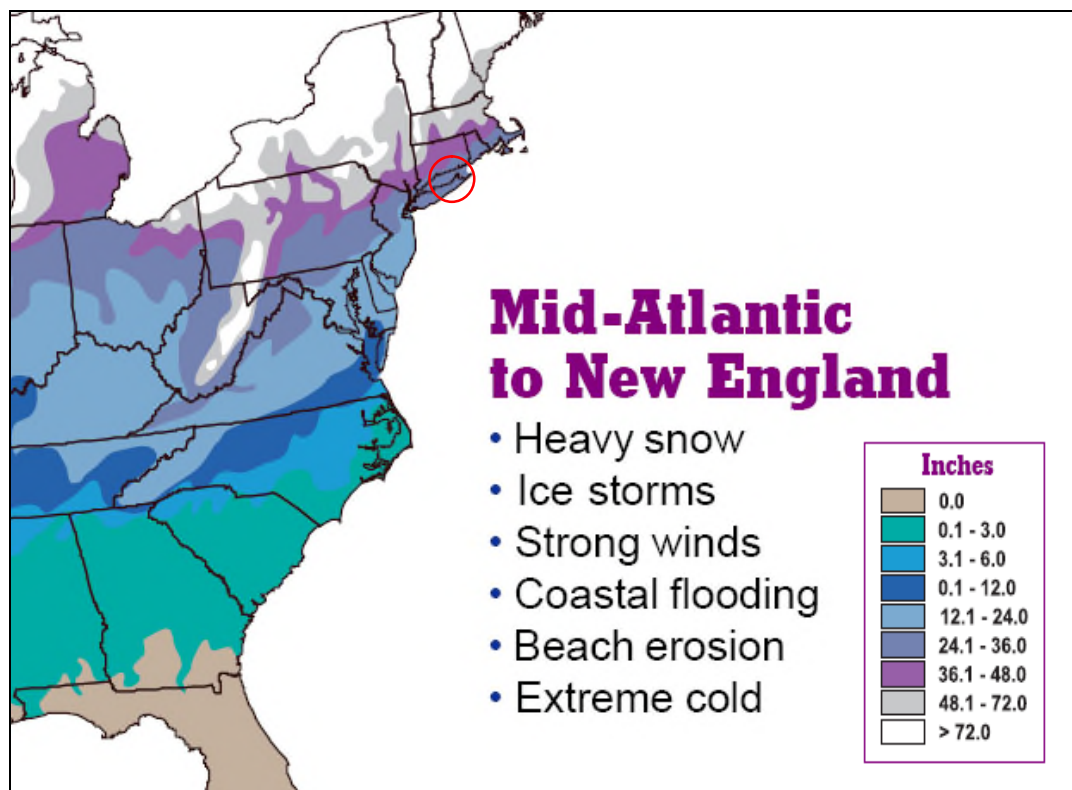 Mid-Atlantic
to New England
• Heavy snow
• Ice storms
• Strong winds
• Coastal flooding
• Beach erosion
• Extreme cold
Inches
0.0
0.1 - 3.0
3.1 - 6.0
0.1 - 12.0
12.1 - 24.0
24.1 - 36.0
36.1 - 48.0
48.1 - 72.0
> 72.0